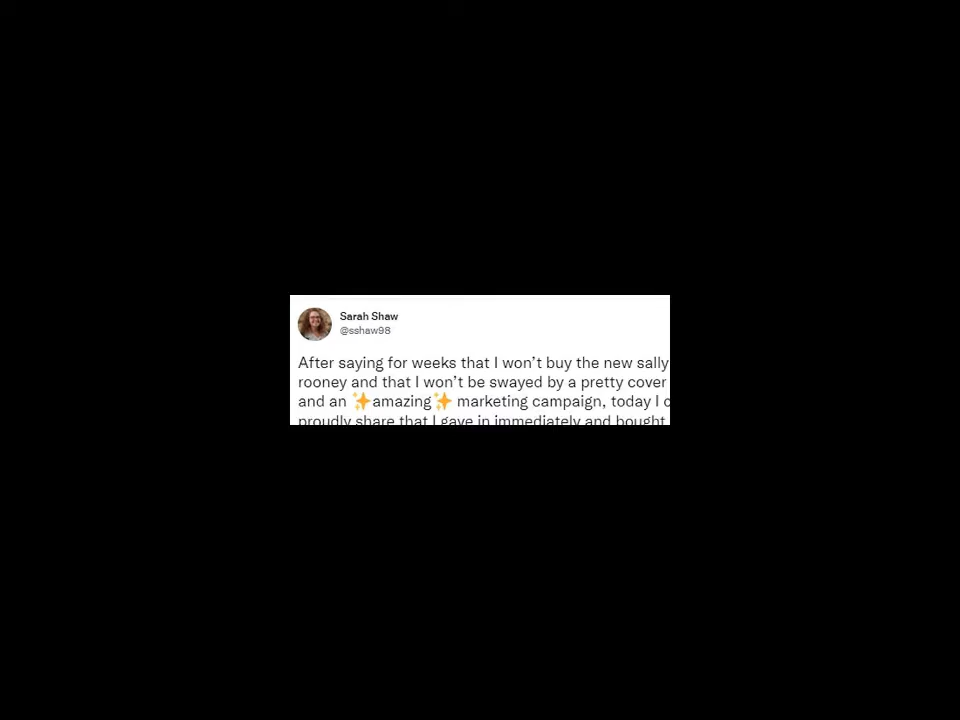 Sarah Shaw
@sshaw98
After saying for weeks that I won’t buy the new sally
rooney and that I won’t be swayed by a pretty cover
and an ✨amazing✨ marketing campaign, today I
proudly share that I gave in immediately and bought